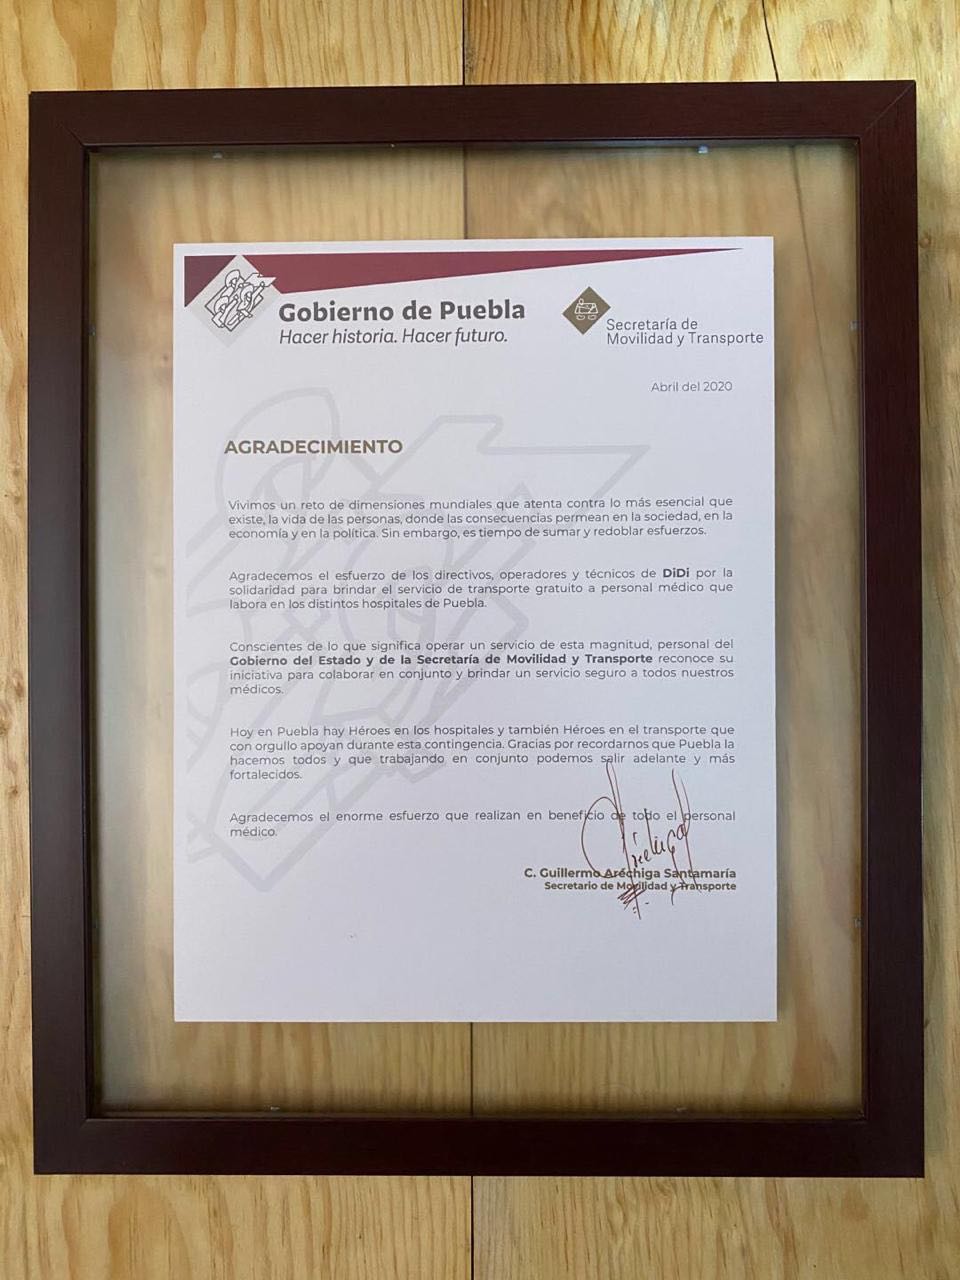 Gobierno de Puebla
Hacer historia. Hacer futuro.
Secretaría de
Movilidad y Transporte
Abril del 2020
AGRADECIMIENTO
Vivimos un reto de dimensiones mundiales que atenta contra lo más esencial que
existe, la vida de las personas, donde las consecuencias permean en la sociedad, en la
economía y en la política. Sin embargo, es tiempo de sumar y redoblar esfuerzos.
Agradecemos el esfuerzo de los directivos, operadores y técnicos de DiDi por la
solidaridad para brindar el servicio de transporte gratuito a personal médico que
labora en los distintos hospitales de Puebla.
Conscientes de lo que significa operar un servicio de esta magnitud, personal del
Gobierno del Estado y de la Secretaría de Movilidad y Transporte reconoce su
iniciativa para colaborar en conjunto y brindar un servicio seguro a todos nuestros
médicos.
Hoy en Puebla hay Héroes en los hospitales y también Héroes en el transporte que
con orgullo apoyan durante esta contingencia. Gracias por recordarnos que Puebla la
hacemos todos y que trabajando en conjunto podemos salir adelante y más
fortalecidos.
Agradecemos el enorme esfuerzo que realizan en beneficio de todo el personal
médico.
C. Guillermo Aréchiga Santamaría
Secretario de Movilidad y Transporte